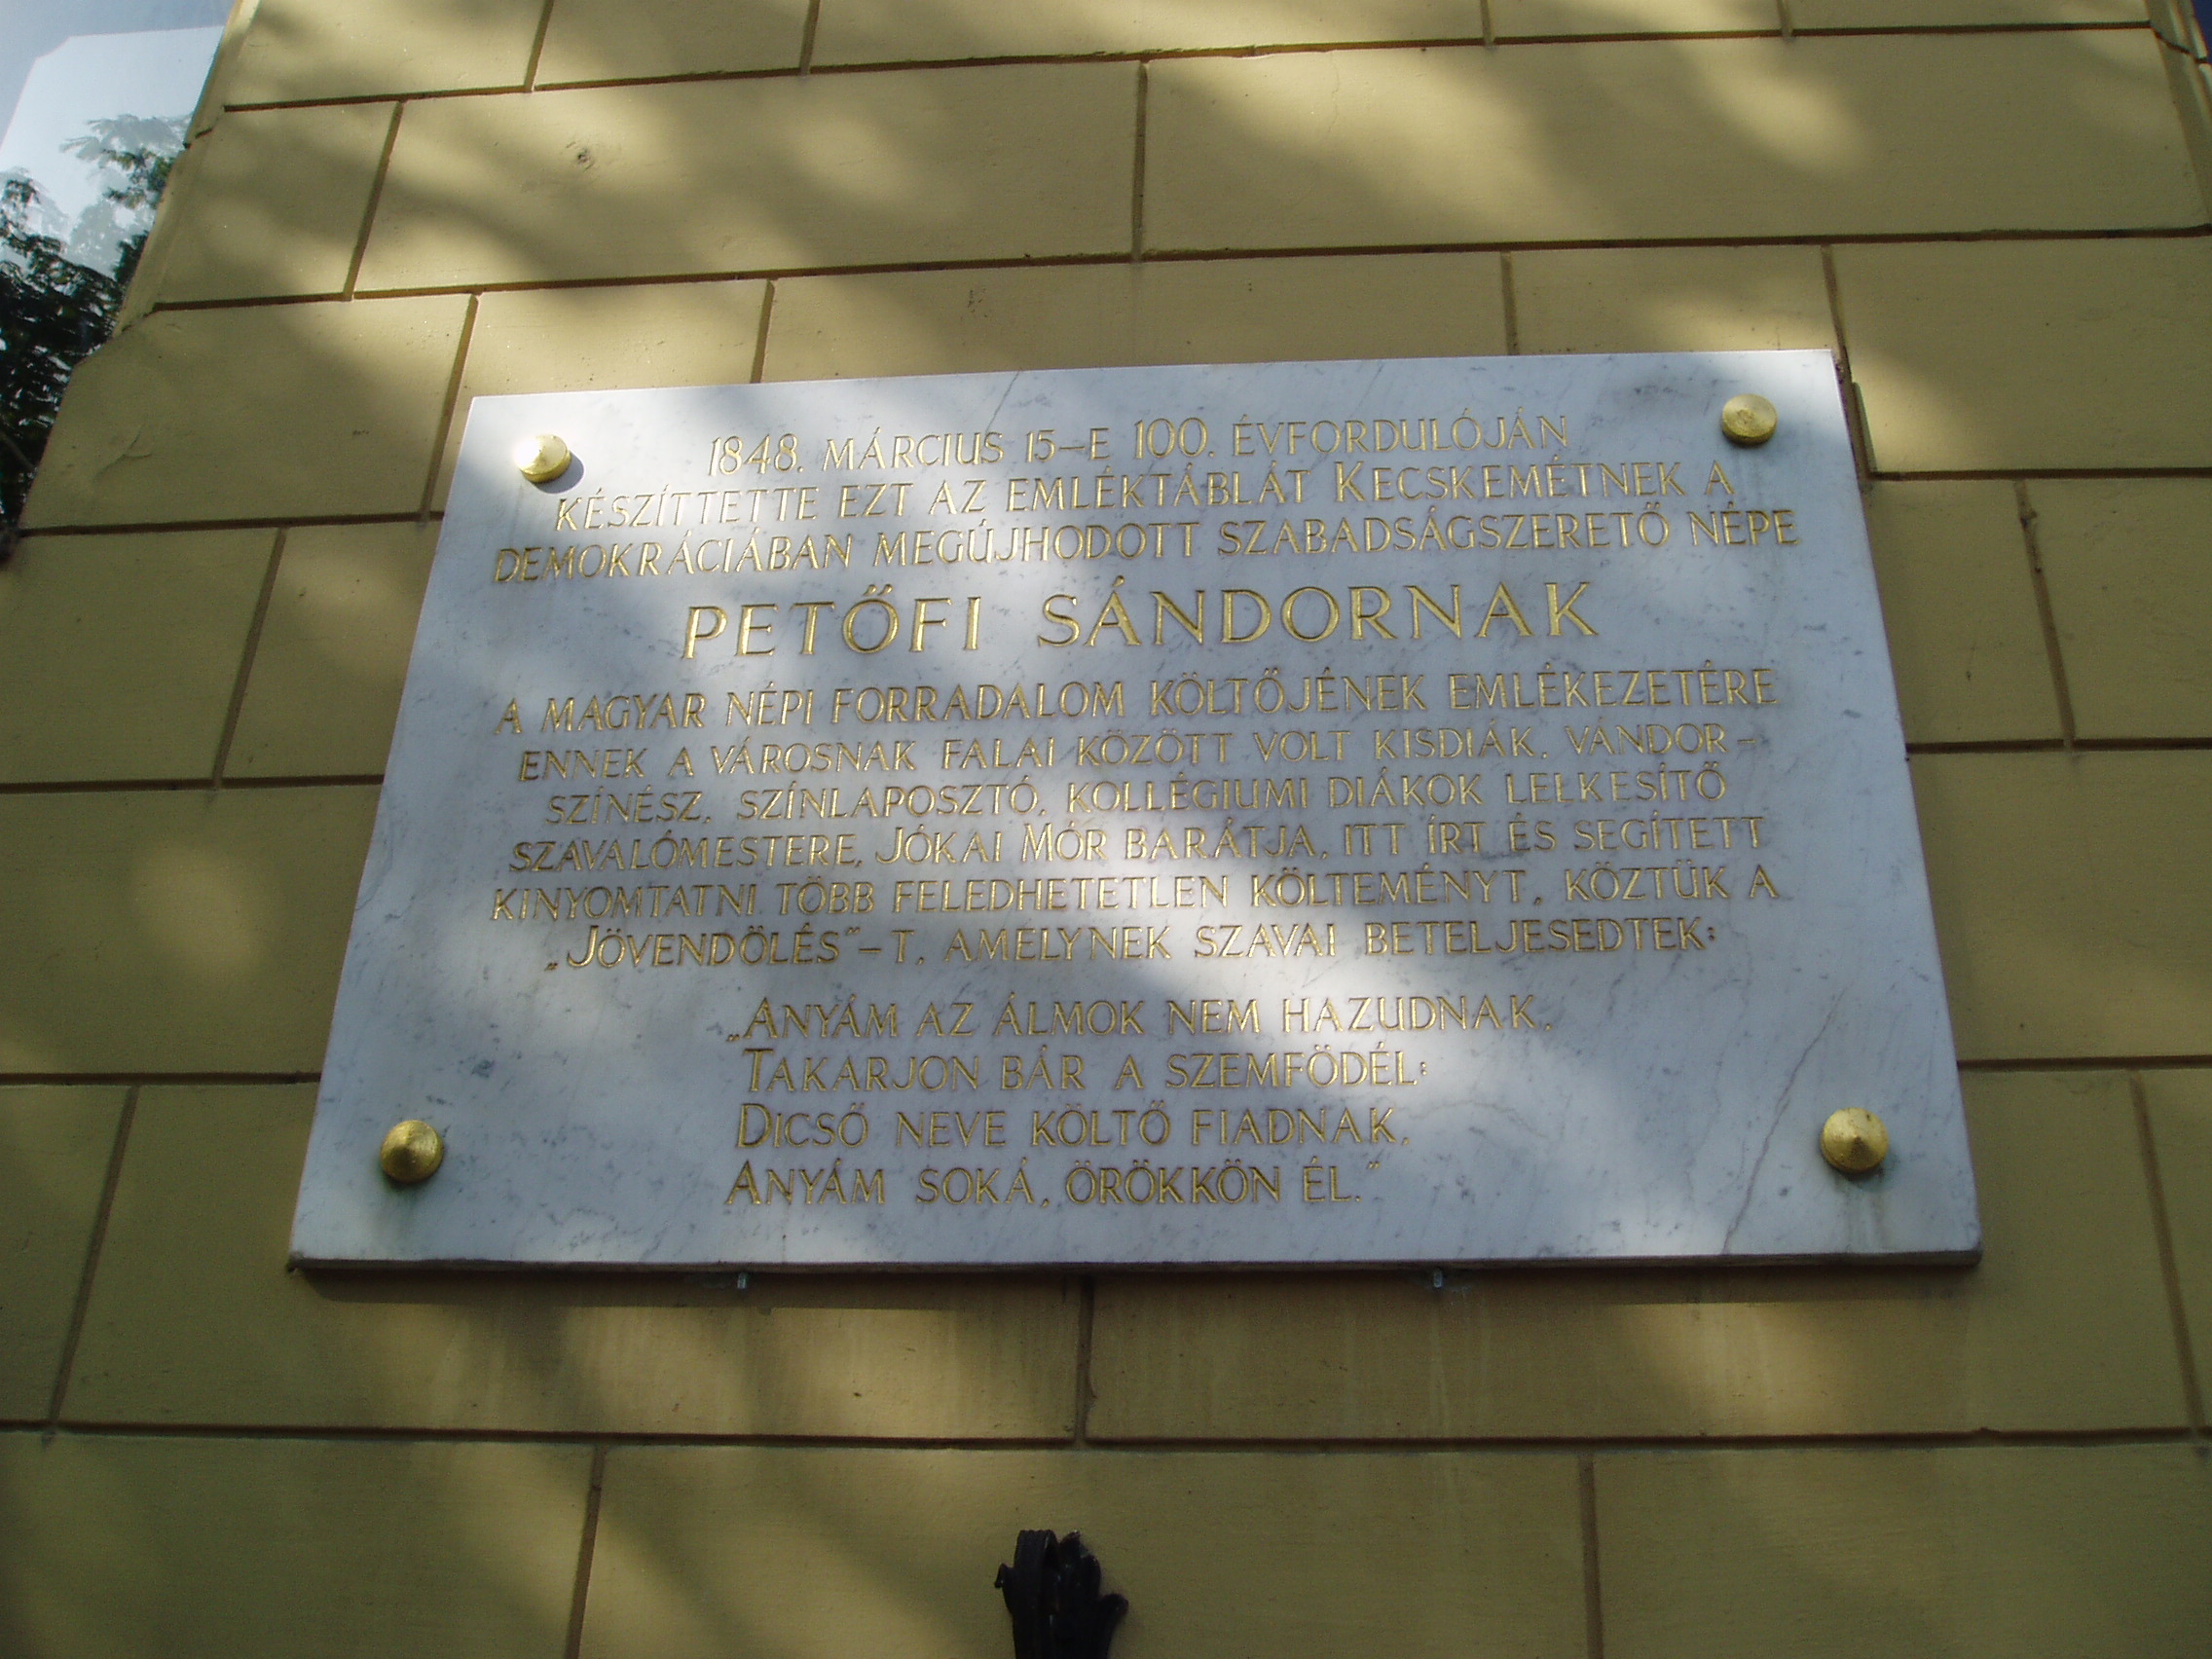 1848. MÁRCIUS 15-E 100. ÉVFORDULÓJÁN
KÉSZÍTTETTE EZT AZ EMLÉKTÁBLÁT KECSKEMÉTNEK A
DEMOKRÁCIÁBAN MEGÚJHODOTT SZABADSÁGSZERETŐ NÉPE
PETŐFI SÁNDORNAK
A MAGYAR NÉPI FORRADALOM KÖLTŐJÉNEK EMLÉKEZETÉRE
ENNEK A VÁROSNAK FALAI KÖZÖTT VOLT KISDIÁK, VÁNDOR-
SZÍNÉSZ, SZÍNLAPOSZTÓ, KOLLÉGIUMI DIÁKOK LELKESÍTŐ
SZAVALÓMESTERE, JÓKAI MÓR BARÁTJA, ITT ÍRT ÉS SEGÍTETT
KINYOMTATNI TÖBB FELEDHETETLEN KÖLTEMÉNYT, KÖZTÜK A
„JÖVENDÖLÉS"-T, AMELYNEK SZAVAI BETELJESEDTEK:
„ANYÁM AZ ÁLMOK NEM HAZUDNAK,
TAKARJON BÁR A SZEMFÖDÉL:
DICSŐ NEVE KÖLTŐ FIADNAK,
ANYÁM SOKÁ, ÖRÖKKÖN ÉL."